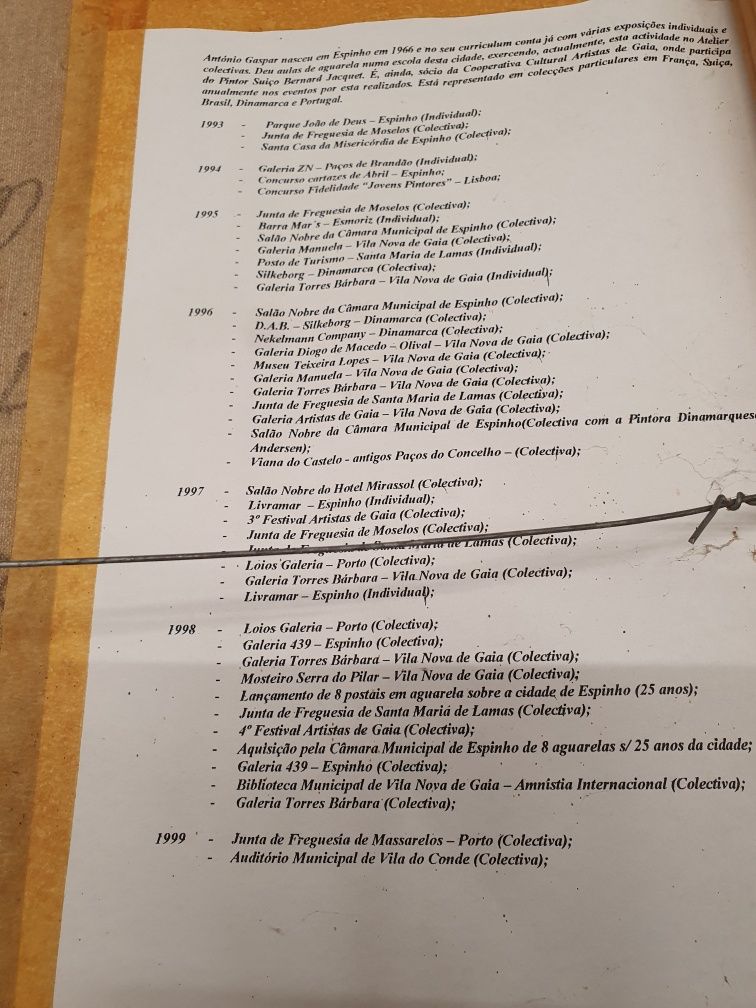 António Gaspar nasceu em Espinho em 1966 e no seu curriculum conta já com várias exposições individuais e
colectivas. Deu aulas de aguarela numa escola desta cidade, exercendo, actualmente, esta actividade no Atelier
do Pintor Suiço Bernard Jacquet. É, ainda, sócio da Cooperativa Cultural Artistas de Gaia, onde participa
anualmente nos eventos por esta realizados. Está representado em colecções particulares em França, Suiça,
Brasil, Dinamarca e Portugal.
1993 - Parque João de Deus – Espinho (Individual);
- Junta de Freguesia de Moselos (Colectiva);
- Santa Casa da Misericórdia de Espinho (Colectiva);
1994 - Galeria ZN – Paços de Brandão (Individual);
- Concurso cartazes de Abril – Espinho;
- Concurso Fidelidade "Jovens Pintores" – Lisboa;
1995 - Junta de Freguesia de Moselos (Colectiva);
- Barra Mar´s – Esmoriz (Individual);
- Salão Nobre da Câmara Municipal de Espinho (Colectiva);
- Galeria Manuela – Vila Nova de Gaia (Colectiva);
- Posto de Turismo – Santa Maria de Lamas (Individual);
- Silkeborg – Dinamarca (Colectiva);
- Galeria Torres Bárbara – Vila Nova de Gaia (Individual);
1996 - Salão Nobre da Câmara Municipal de Espinho (Colectiva);
- D.A.B. – Silkeborg – Dinamarca (Colectiva);
- Nekelmann Company – Dinamarca (Colectiva);
- Galeria Diogo de Macedo – Olival – Vila Nova de Gaia (Colectiva);
- Museu Teixeira Lopes – Vila Nova de Gaia (Colectiva);
- Galeria Manuela – Vila Nova de Gaia (Colectiva);
- Galeria Torres Bárbara – Vila Nova de Gaia (Colectiva);
- Junta de Freguesia de Santa Maria de Lamas (Colectiva);
- Galeria Artistas de Gaia – Vila Nova de Gaia (Colectiva);
- Salão Nobre da Câmara Municipal de Espinho(Colectiva com a Pintora Dinamarquesa
Andersen);
- Viana do Castelo - antigos Paços do Concelho – (Colectiva);
1997 - Salão Nobre do Hotel Mirassol (Colectiva);
- Livramar – Espinho (Individual);
- 3º Festival Artistas de Gaia (Colectiva);
- Junta de Freguesia de Moselos (Colectiva);
- Junta de Freguesia de Santa Maria de Lamas (Colectiva);
- Loios Galeria – Porto (Colectiva);
- Galeria Torres Bárbara – Vila Nova de Gaia (Colectiva);
- Livramar – Espinho (Individual);
1998 - Loios Galeria – Porto (Colectiva);
- Galeria 439 – Espinho (Colectiva);
- Galeria Torres Bárbara – Vila Nova de Gaia (Colectiva);
- Mosteiro Serra do Pilar – Vila Nova de Gaia (Colectiva);
- Lançamento de 8 postais em aguarela sobre a cidade de Espinho (25 anos);
- Junta de Freguesia de Santa Maria de Lamas (Colectiva);
- 4º Festival Artistas de Gaia (Colectiva);
- Aquisição pela Câmara Municipal de Espinho de 8 aguarelas s/ 25 anos da cidade;
- Galeria 439 – Espinho (Colectiva);
- Biblioteca Municipal de Vila Nova de Gaia – Amnistia Internacional (Colectiva);
- Galeria Torres Bárbara (Colectiva);
1999 - Junta de Freguesia de Massarelos – Porto (Colectiva);
- Auditório Municipal de Vila do Conde (Colectiva);